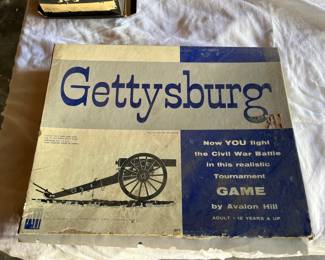 Gettysburg
Now YOU fight
the Civil War Battle
in this realistic
Tournament
GAME
by Avalon Hill
ADULT • 12 YEARS & UP